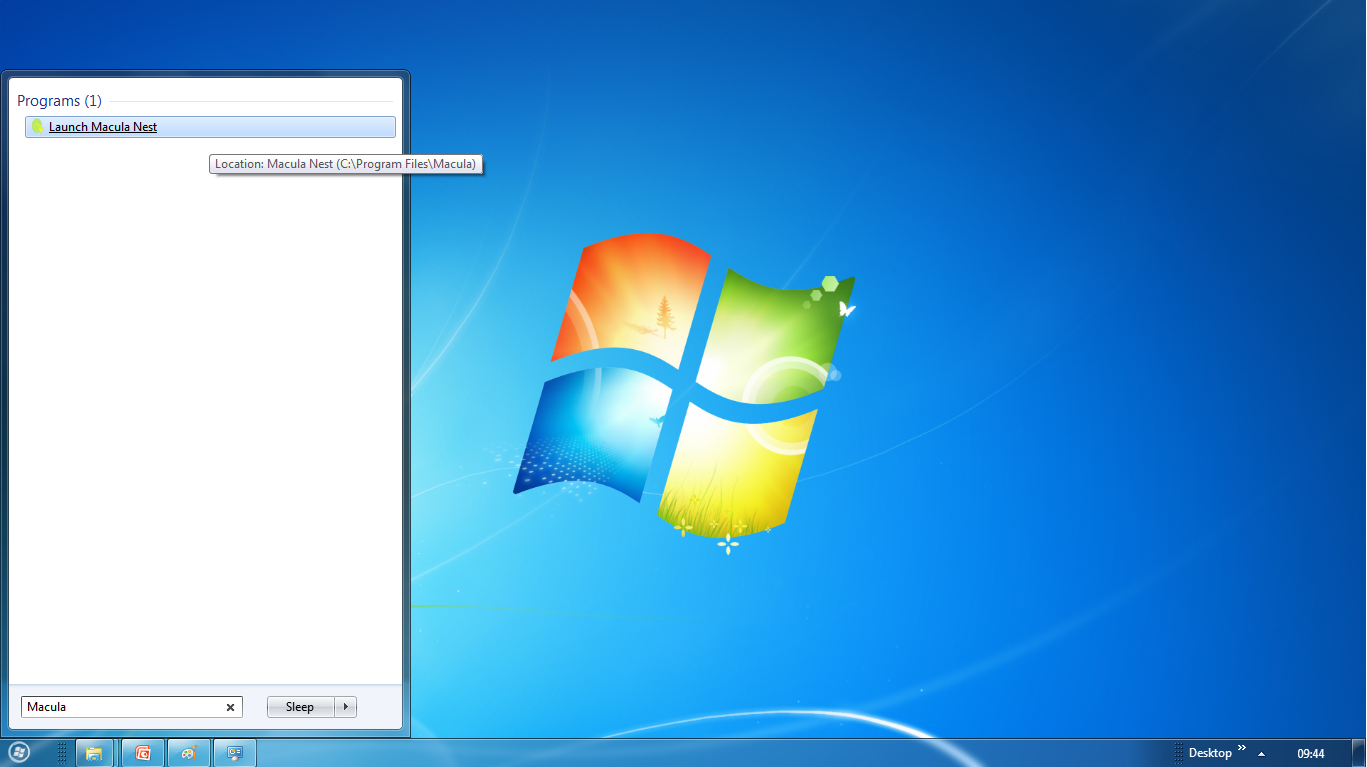 Programs (1)
Launch Macula Nest
Location: Macula Nest (C:\Program Files\Macula)
Macula
Sleep
Desktop
09:44